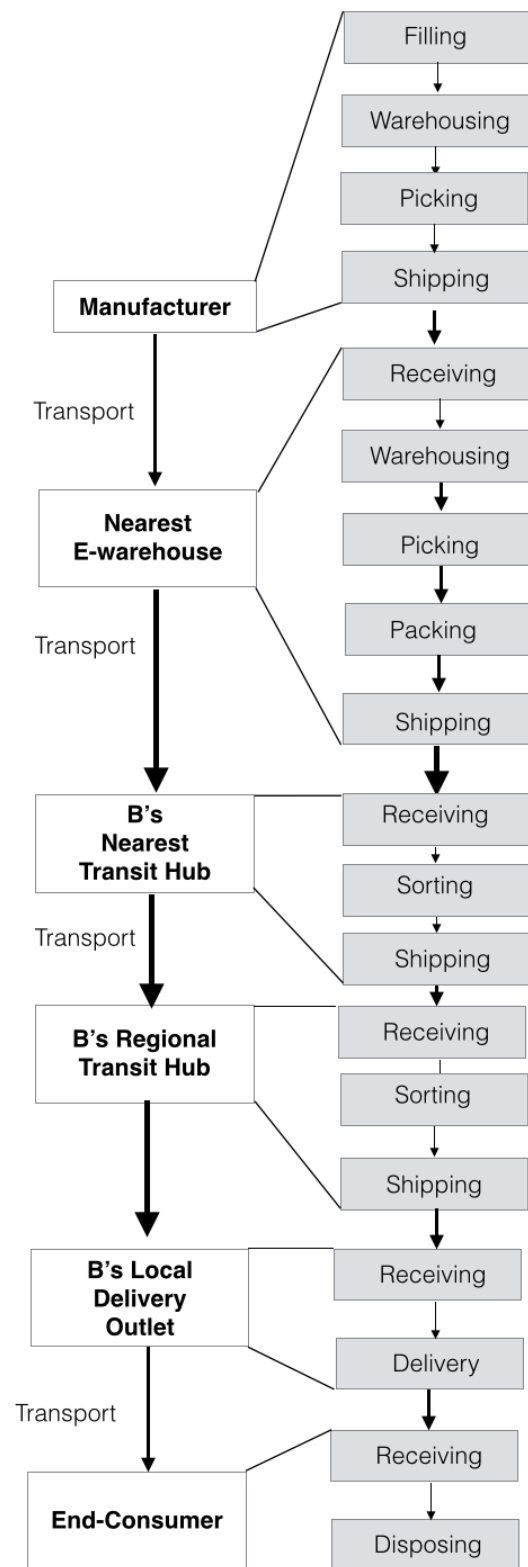 Filling
Warehousing
Picking
Shipping
Manufacturer
Transport
Receiving
Warehousing
Nearest
E-warehouse
Picking
Transport
Packing
Shipping
B's
Nearest
Transit Hub
Receiving
Sorting
Transport
Shipping
B's Regional
Transit Hub
Receiving
Sorting
Shipping
B's Local
Delivery
Outlet
Receiving
Delivery
Transport
Receiving
End-Consumer
Disposing